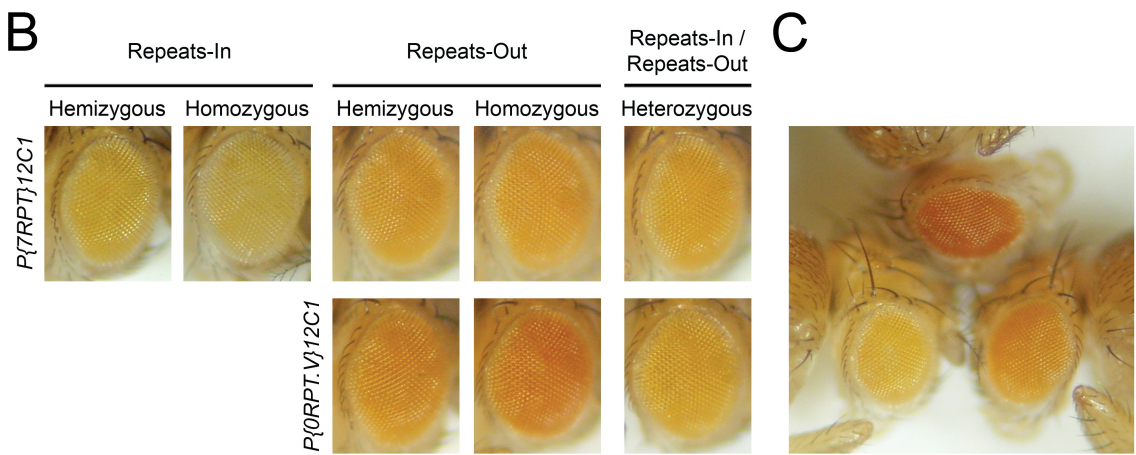 B
Repeats-In
Repeats-Out
Repeats-In /
Repeats-Out
C
Hemizygous
Homozygous
Hemizygous
Homozygous
Heterozygous
P{7RPT}12C1
P{0RPT.V}12C1